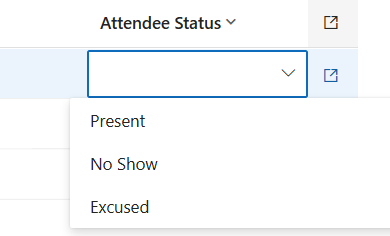 Attendee Status
Present
No Show
Excused